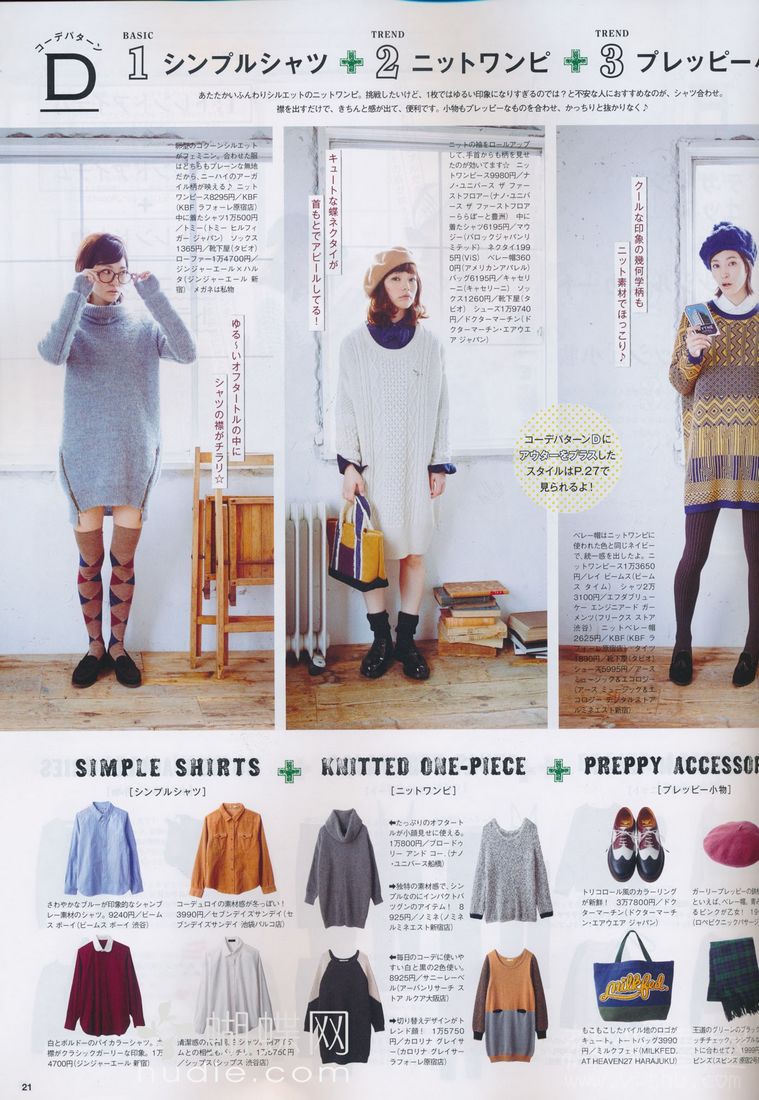 コーデパターン
D
BASIC
1 シンプルシャツ
TREND
2 ニットワンピ
TREND
3 プレッピー
あたたかいふんわりシルエットのニットワンピ。挑戦したいけど、1枚ではゆるい印象になりすぎるのでは?と不安な人におすすめなのが、シャツ合わせ。
襟を出すだけで、きちんと感が出て、便利です。小物もプレッピーなものを合わせ、かっちりと抜かりなく♪
卵型のコクーンシルエット
がフェミニン。合わせた服
はどちらもプレーンな無地
だから、ニーハイのアーガ
イル柄が映える♪ ニット
ワンピース8295円/KBF
(KBF ラフォーレ原宿店)
中に着たシャツ1万500円
/トミー(トミー ヒルフィ
ガー ジャパン) ソックス
1365円/靴下屋(タビオ)
ローファー1万4700円/
ジンジャーエール×ハル
タ(ジンジャーエール 新
宿) メガネは私物
ゆる〜いオフタートルの中に
シャツの襟がチラリ☆
キュートな蝶ネクタイが
首もとでアピールしてる!
ニットの袖をロールアップ
して、手首からも柄を見せ
たのが効いてます☆ ニッ
トワンピース9980円/ナ
ノ・ユニバース ザ ファー
ストフロアー(ナノ・ユニバ
ース ザ ファーストフロア
ーららぽーと豊洲) 中に
着たシャツ6195円/マウ
ジー(バロックジャパンリ
ミテッド) ネクタイ199
5円(ViS) ベレー帽360
0円(アメリカンアパレル)
バッグ6195円/キャセリ
ーニ(キャセリーニ) ソッ
クス1260円/靴下屋(タ
ビオ) シューズ1万9740
円/ドクターマーチン(ド
クターマーチン・エアウエ
ア ジャパン)
クールな印象の幾何学柄も
ニット素材でほっこり♪
コーデパターンDに
アウターをプラスした
スタイルはP.27で
見られるよ!
ベレー帽はニットワンピに
使われた色と同じネイビー
で、統一感を出したよ。ニ
ットワンピース1万3650
円/レイ ビームス(ビーム
ス タイム) シャツ2万
3100円/エフダブリュー
ケー エンジニアード ガー
メンツ(フリークス ストア
渋谷) ニットベレー帽
2625円/KBF(KBF ラ
フォーレ原宿店) タイツ
1890円/靴下屋(タビオ)
シューズ5995円/アース
ミュージック&エコロジー
(アース ミュージック&エ
コロジー デジタルストア
ルミネエスト新宿)
SIMPLE SHIRTS
[シンプルシャツ]
KNITTED ONE-PIECE
[ニットワンピ]
PREPPY ACCESSOR
[プレッピー小物]
さわやかなブルーが印象的なシャン
ブレー素材のシャツ。9240円/ビーム
ス ボーイ(ビームス ボーイ 渋谷)
コーデュロイの素材感が冬っぽい!
3990円/セブンデイズサンデイ(セ
ブンデイズサンデイ 池袋パルコ店)
白とボルドーのバイカラーシャツ。
襟がクラシックガーリーな印象。1万
4700円(ジンジャーエール 新宿)
シップス(シップス 渋谷店)
←たっぷりのオフタート
ルが小顔見せに使える。
1万800円/ブロードゥ
リー アンド コー.(ナノ
・ユニバース船橋)
→独特の素材感で、シン
プルなのにインパクトバ
ツグンのアイテム! 8
925円/ノミネ(ノミネ
ルミネエスト新宿店)
←毎日のコーデに使いや
すい白と黒の2色使い。
8925円/サニーレーベ
ル(アーバンリサーチ ス
トア ルクア大阪店)
→切り替えデザインがト
レンド顔! 1万5750
円/カロリナ グレイサ
ー(カロリナ グレイサ
ー ラフォーレ原宿店)
トリコロール風のカラーリング
が新鮮! 3万7800円/ドク
ターマーチン(ドクターマーチ
ン・エアウエア ジャパン)
ガーリープレッピーの餅
といえば、ベレー帽。
るピンクが乙女!
milkfed.
もこもこしたパイル地のロゴが
キュート。トートバッグ3990
円/ミルクフェド(MILKFED.
AT HEAVEN27 HARAJUKU)
王道のグリーンのブラッ
クッチチェック。シンプル
21
蝴蝶网
hudie.com